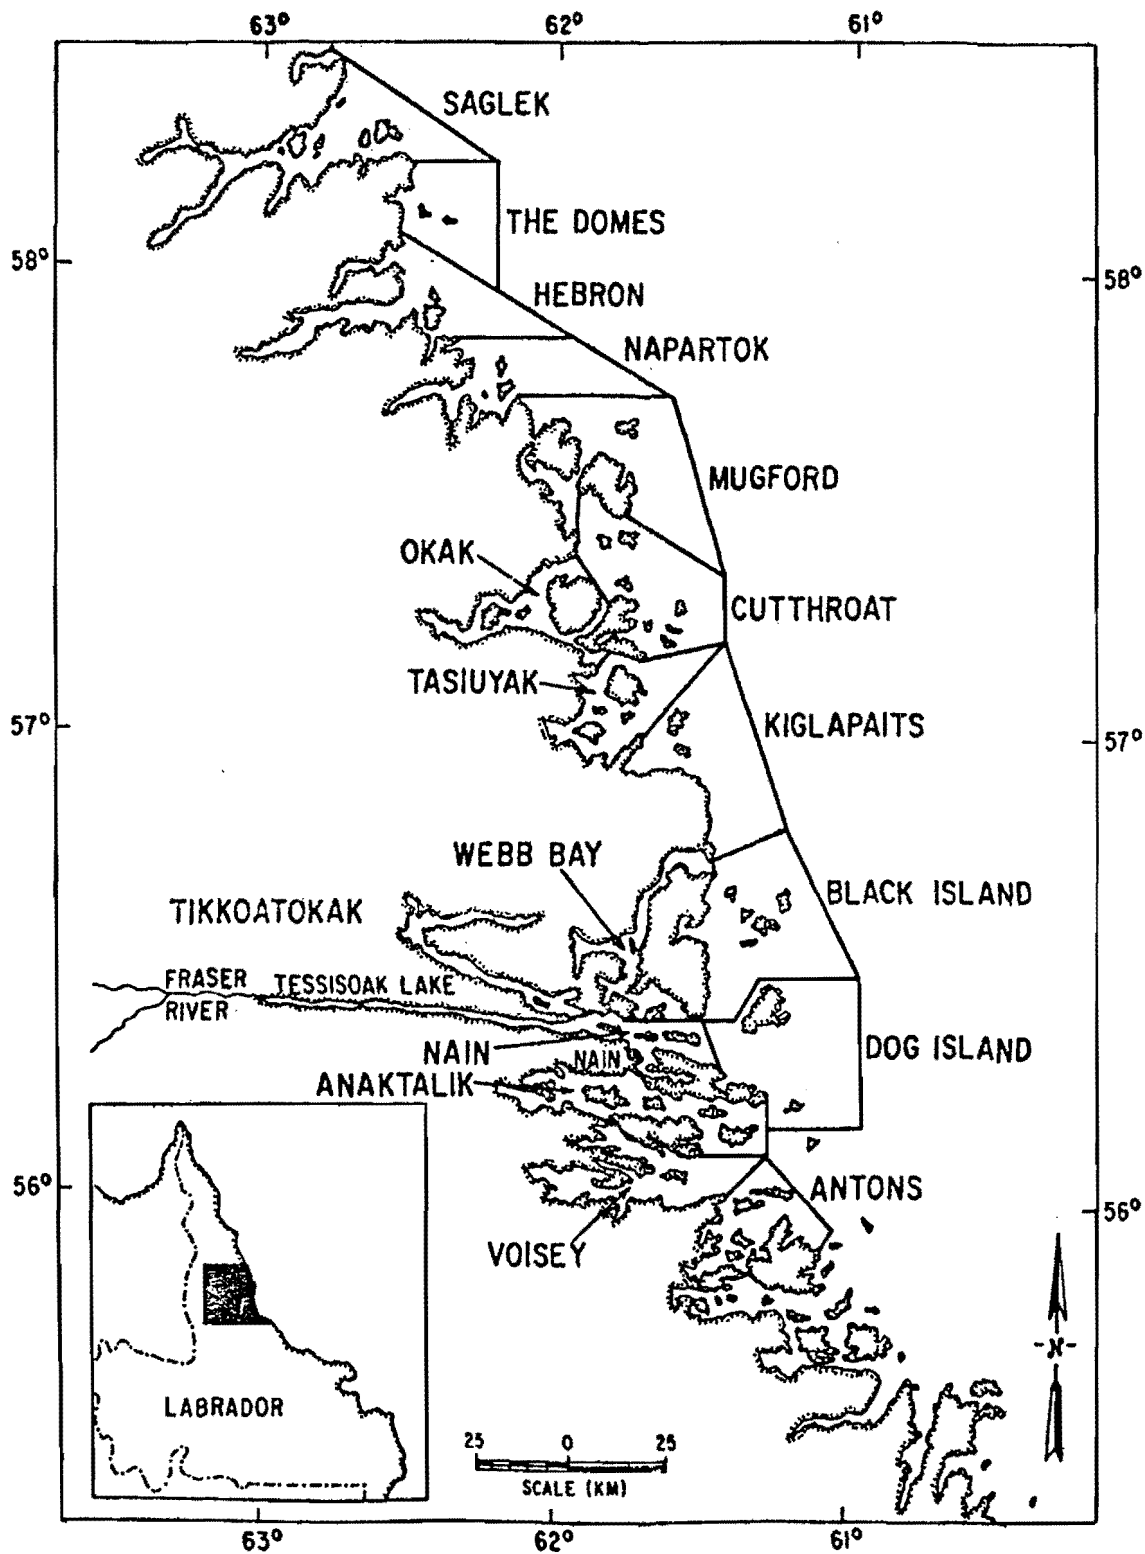 63° 62° 61°
SAGLEK
THE DOMES
58° 58°
HEBRON
NAPARTOK
MUGFORD
OKAK
CUTTHROAT
TASIUYAK
57° KIGLAPAITS 57°
WEBB BAY
BLACK ISLAND
TIKKOATOKAK
FRASER RIVER
TESSISOAK LAKE
NAIN
NAIN
DOG ISLAND
ANAKTALIK
56° ANTONS 56°
VOISEY
N
LABRADOR
25 0 25
SCALE (KM)
63° 62° 61°